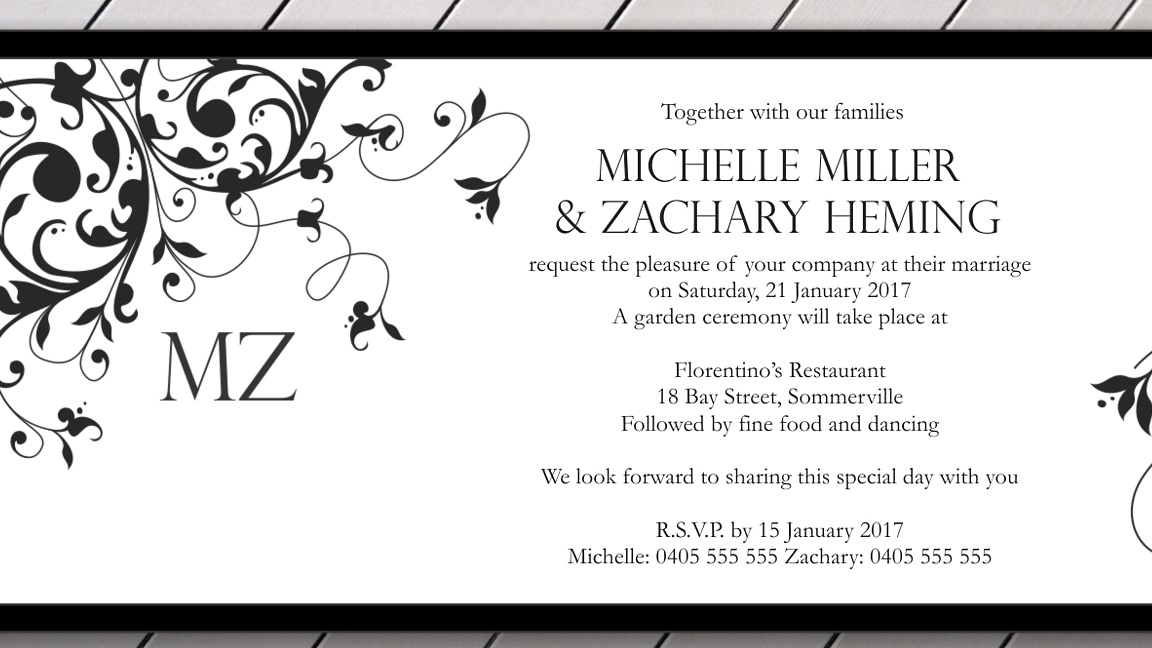 MZ
Together with our families
MICHELLE MILLER
& ZACHARY HEMING
request the pleasure of your company at their marriage
on Saturday, 21 January 2017
A garden ceremony will take place at
Florentino’s Restaurant
18 Bay Street, Sommerville
Followed by fine food and dancing
We look forward to sharing this special day with you
R.S.V.P. by 15 January 2017
Michelle: 0405 555 555 Zachary: 0405 555 555